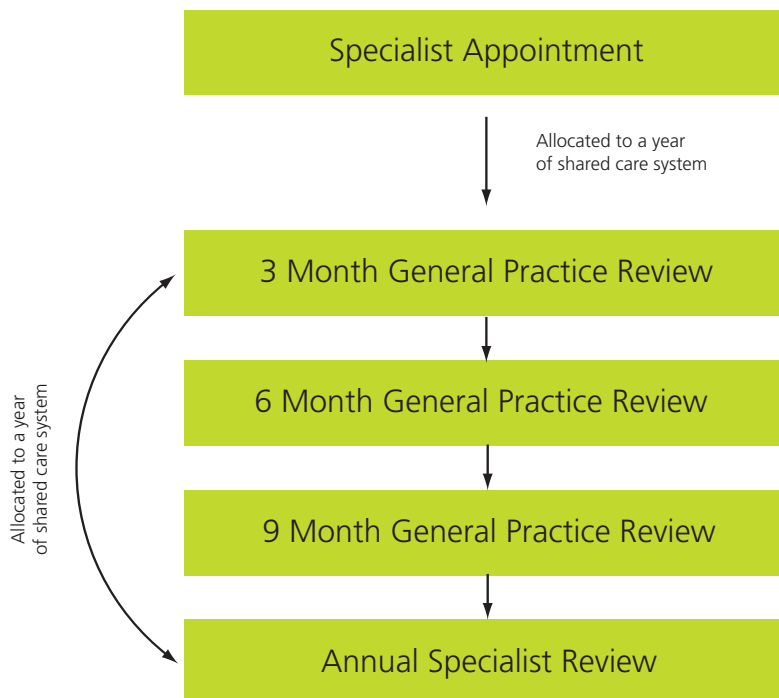 Specialist Appointment
Allocated to a year
of shared care system
3 Month General Practice Review
6 Month General Practice Review
9 Month General Practice Review
Allocated to a year
of shared care system
Annual Specialist Review